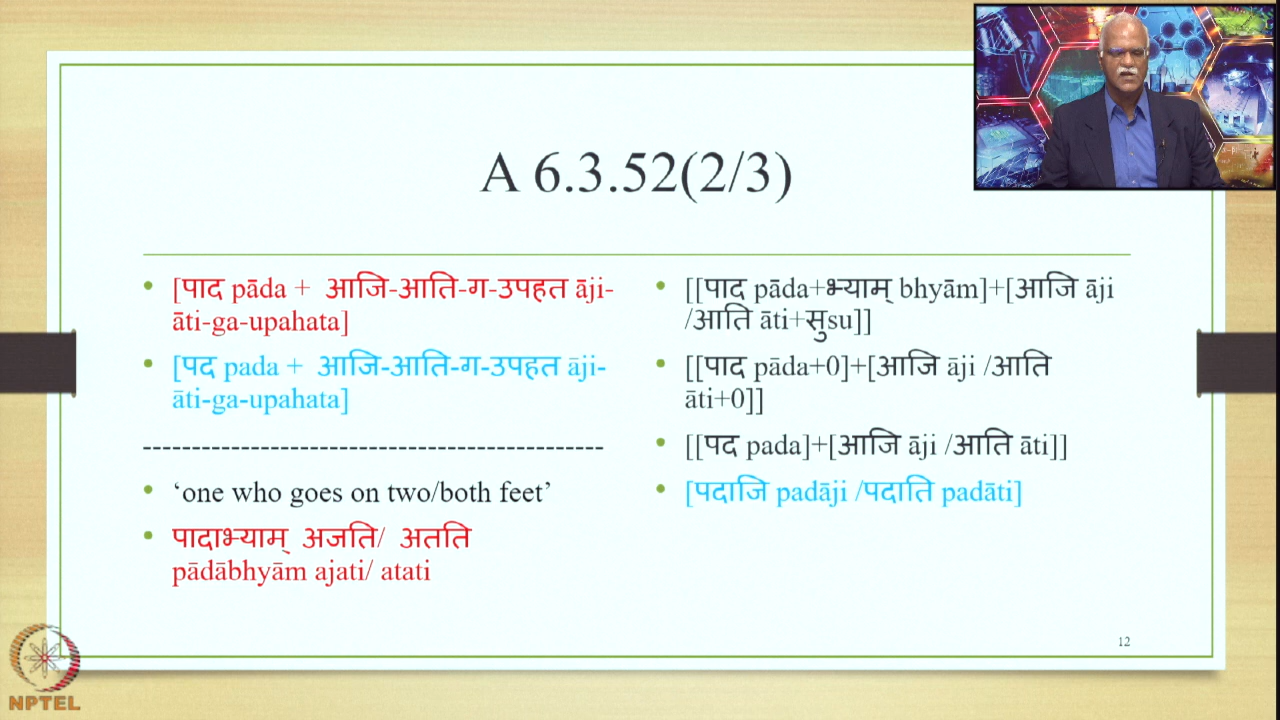 A 6.3.52(2/3)
• [पाद pāda + आजि-आति-ग-उपहत āji-
āti-ga-upahata]
• [पद pada + आजि-आति-ग-उपहत āji-
āti-ga-upahata]
---------------------------------------------
• ‘one who goes on two/both feet’
• पादाभ्याम् अजति/ अतति
pādābhyām ajati/ atati
• [[पाद pāda+भ्याम् bhyām]+[आजि āji
/आति āti+सुsu]]
• [[पाद pāda+0]+[आजि āji /आति
āti+0]]
• [[पद pada]+[आजि āji /आति āti]]
• [पदाजि padāji /पदाति padāti]
12
NPTEL